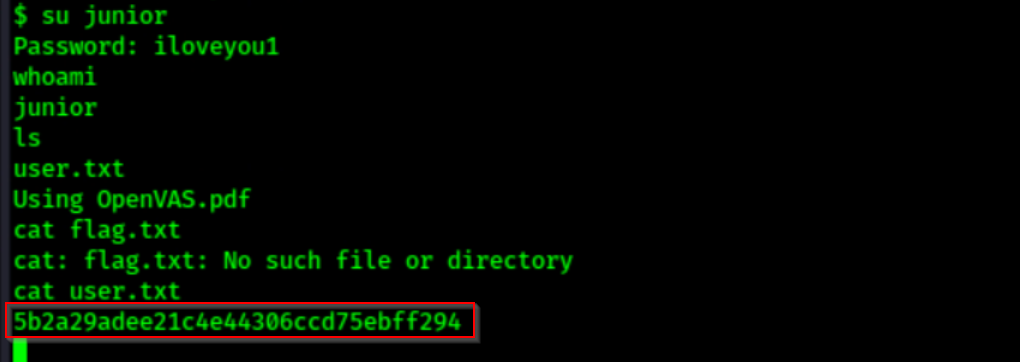 $ su junior
Password: iloveyou1
whoami
junior
ls
user.txt
Using OpenVAS.pdf
cat flag.txt
cat: flag.txt: No such file or directory
cat user.txt
5b2a29adee21c4e44306ccd75ebff294